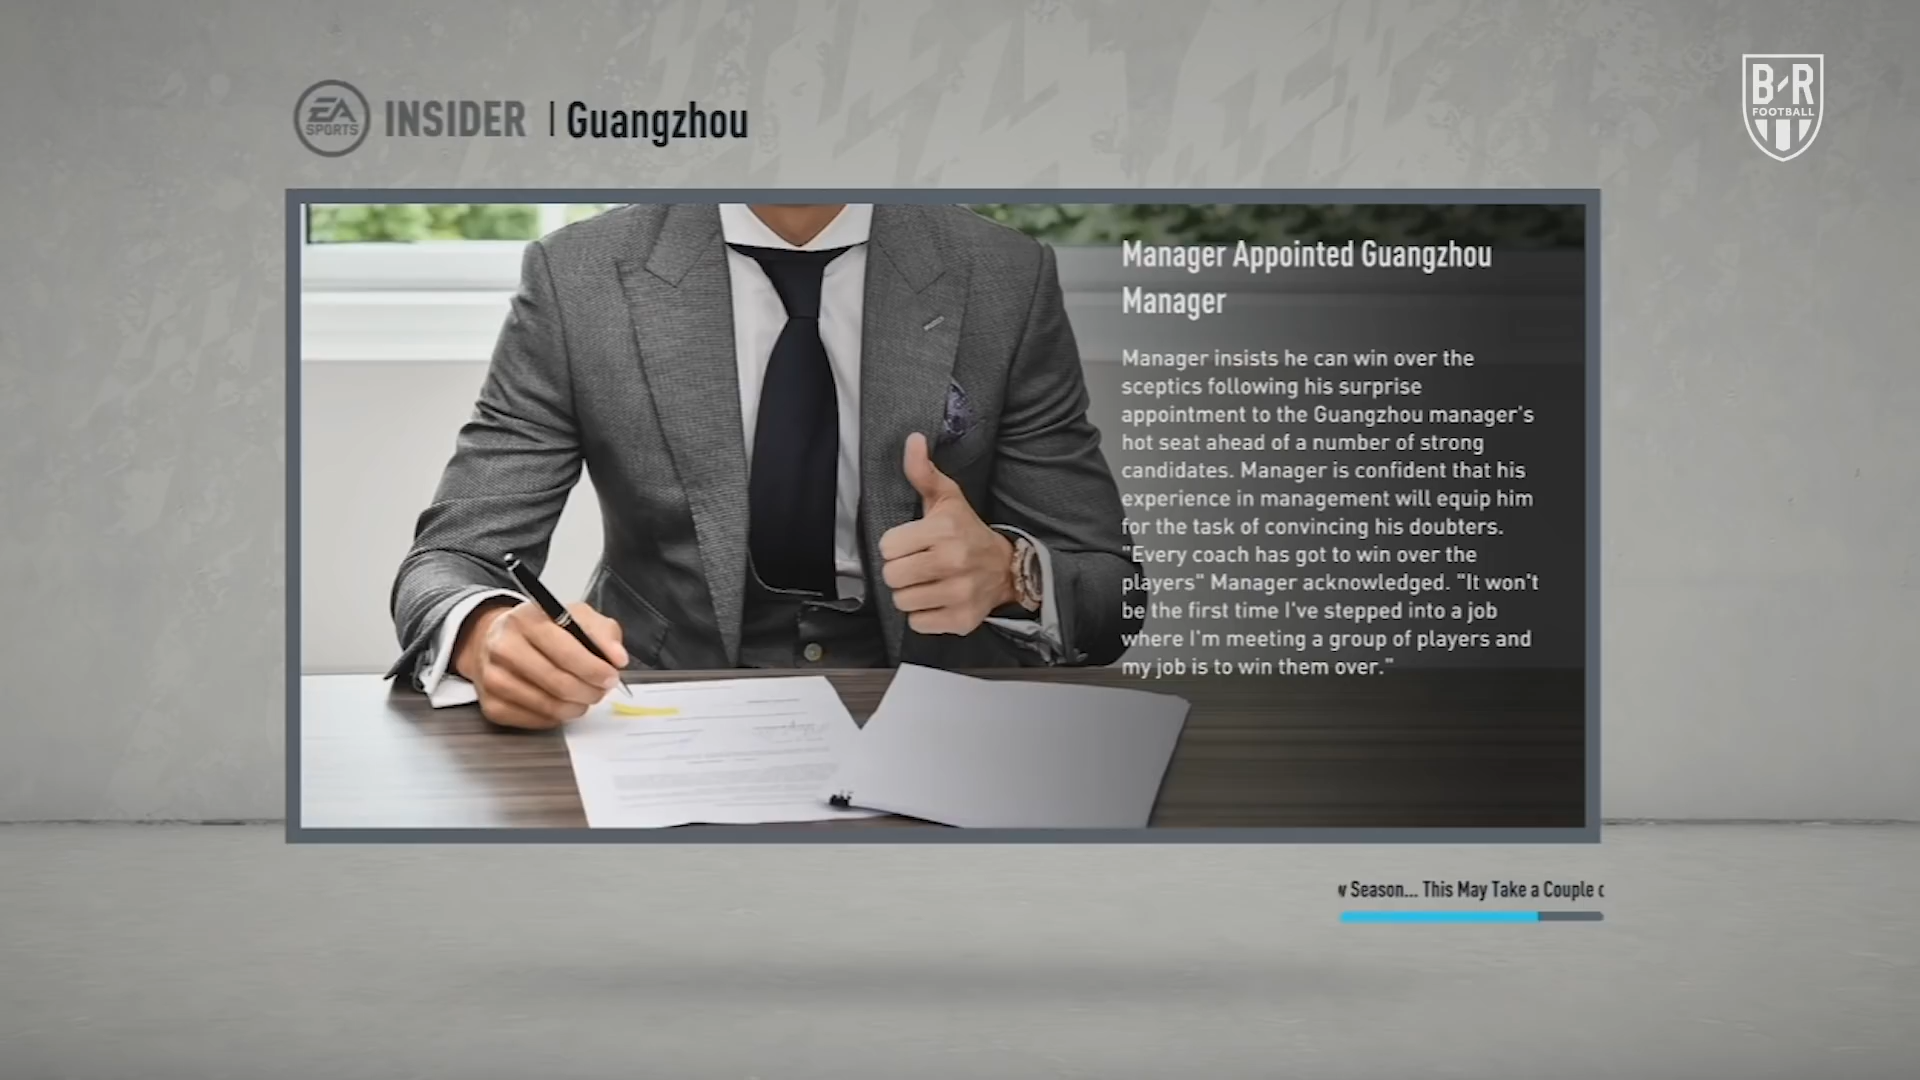 EA
SPORTS
INSIDER | Guangzhou
B-R
FOOTBALL
Manager Appointed Guangzhou
Manager
Manager insists he can win over the
sceptics following his surprise
appointment to the Guangzhou manager's
hot seat ahead of a number of strong
candidates. Manager is confident that his
experience in management will equip him
for the task of convincing his doubters.
"Every coach has got to win over the
players" Manager acknowledged. "It won't
be the first time I've stepped into a job
where I'm meeting a group of players and
my job is to win them over."
Season... This May Take a Couple